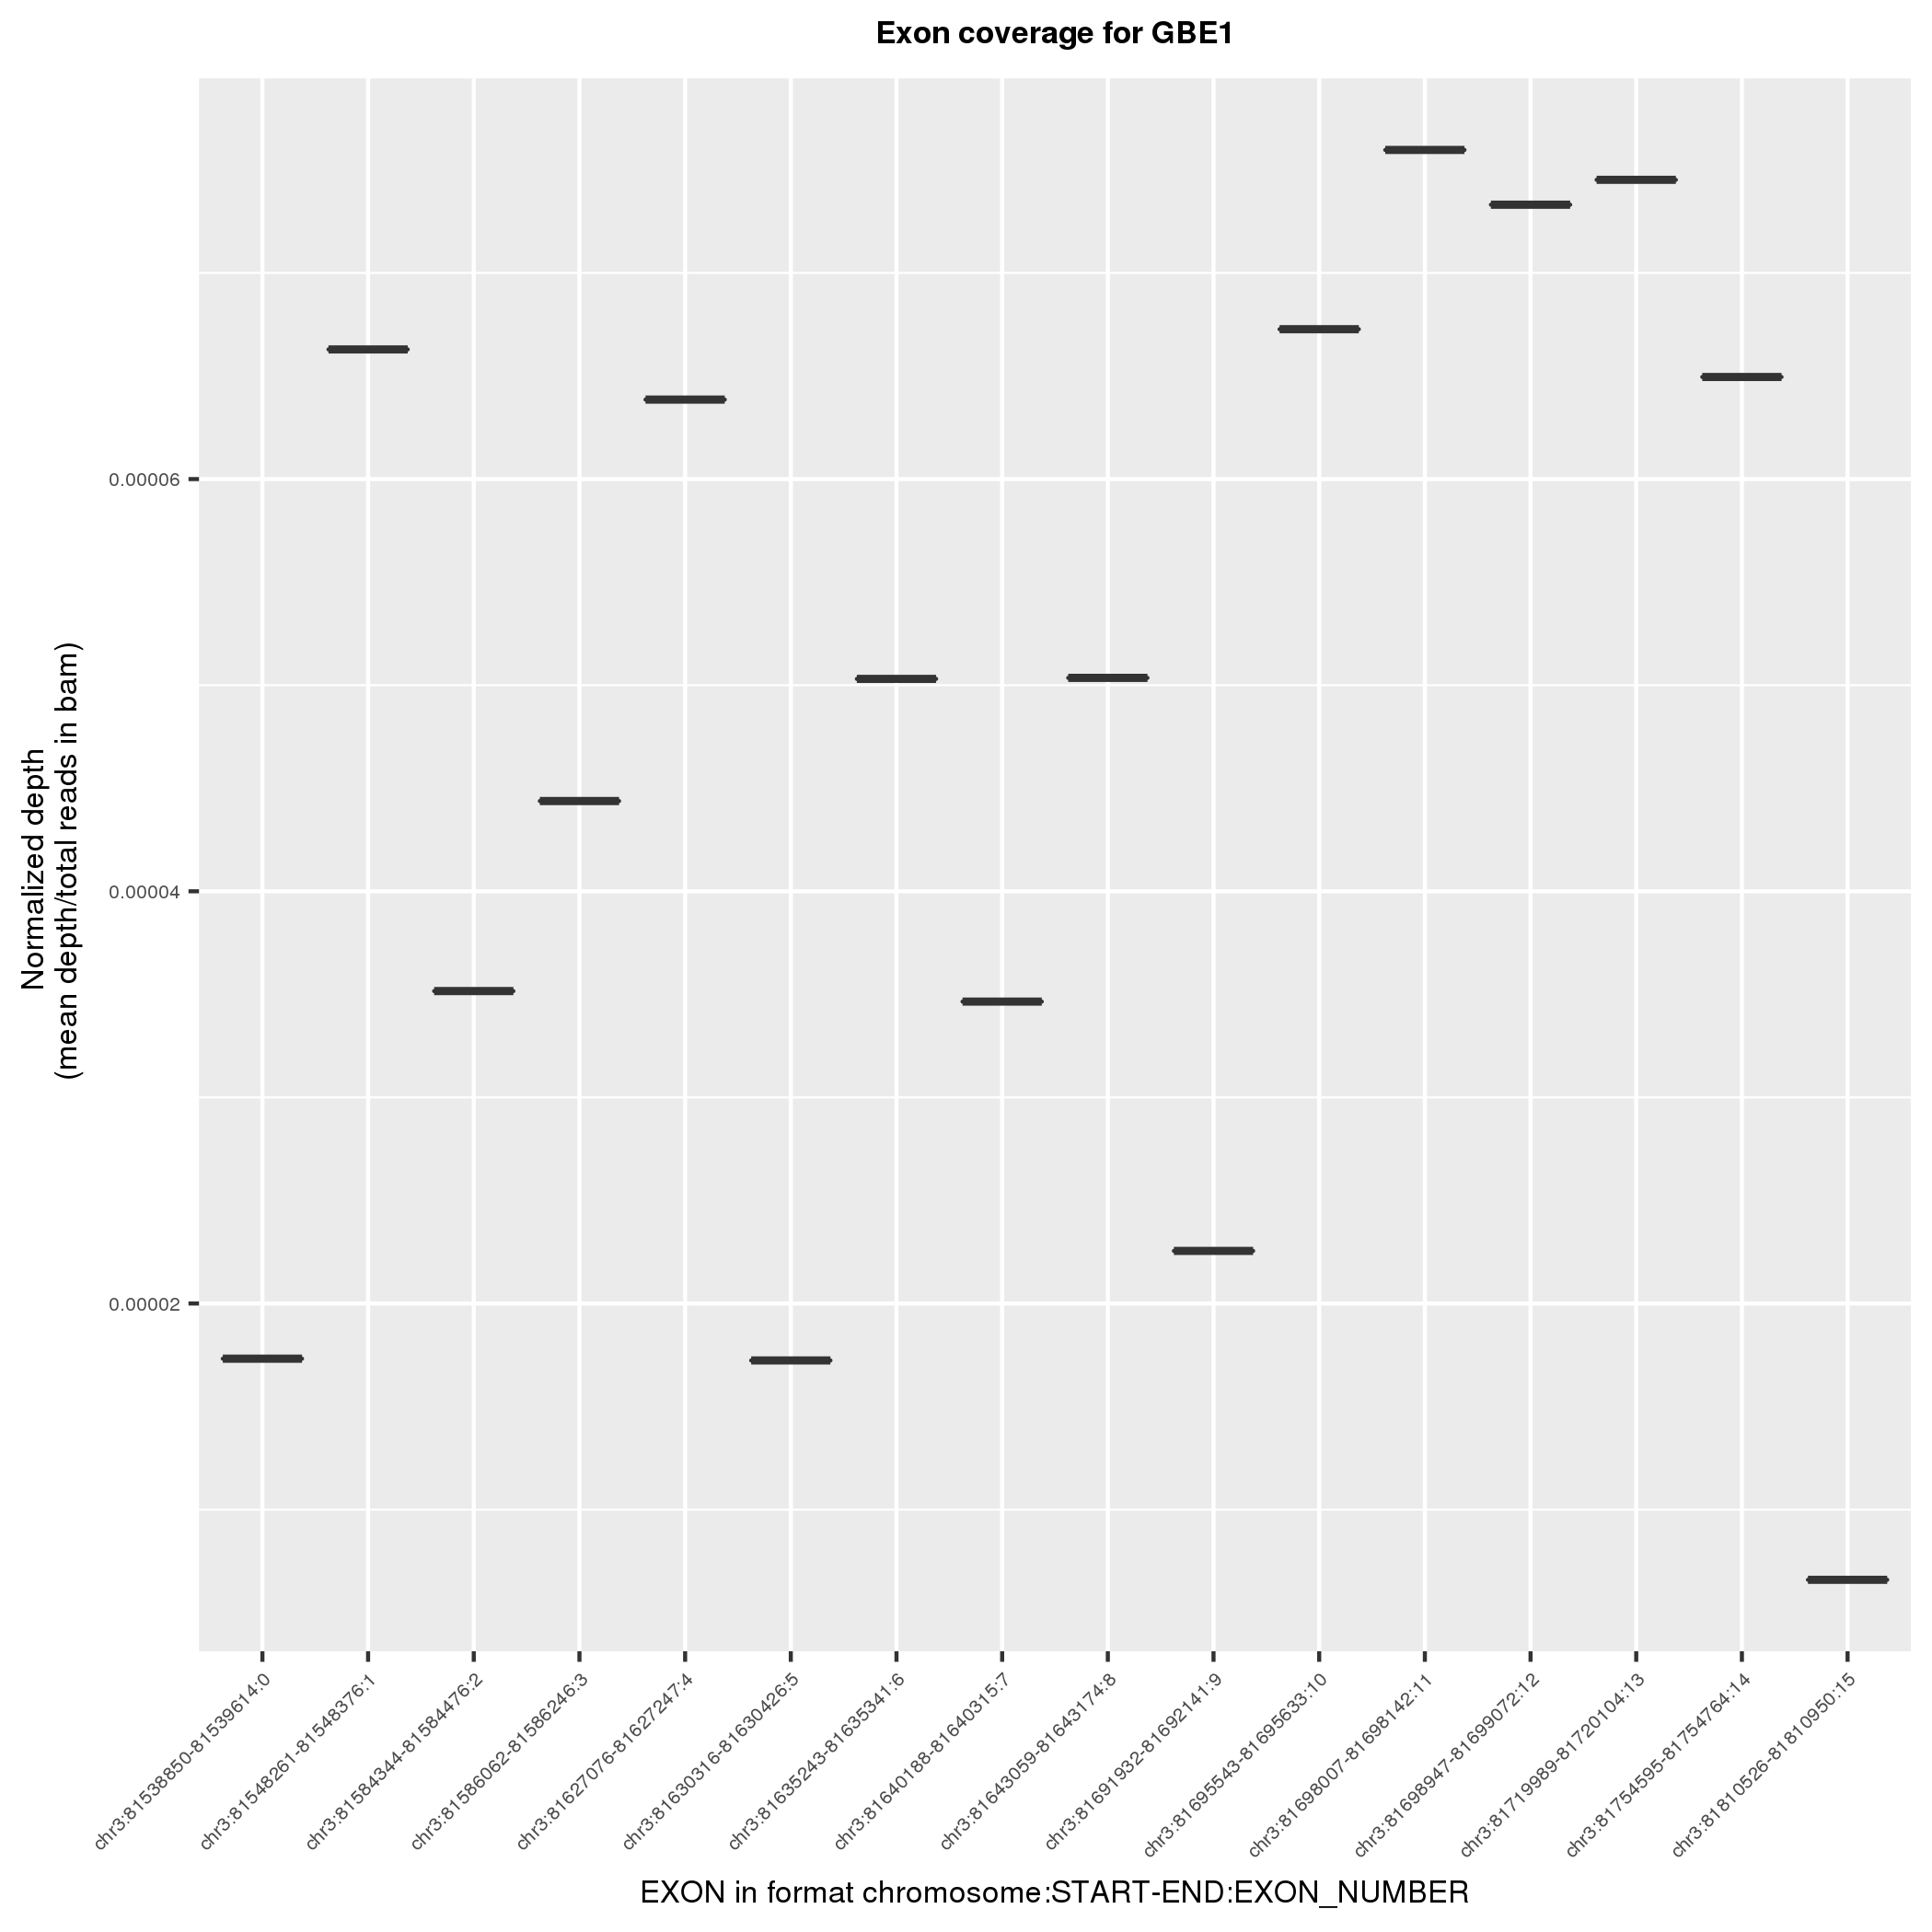 Exon coverage for GBE1
Normalized depth
(mean depth/total reads in bam)
0.00006
0.00004
0.00002
chr3:81538850-81539614:0
chr3:81548261-81548376:1
chr3:81584344-81584476:2
chr3:81586062-81586246:3
chr3:81627076-81627247:4
chr3:81630316-81630426:5
chr3:81635243-81635341:6
chr3:81640188-81640315:7
chr3:81643059-81643174:8
chr3:81691932-81692141:9
chr3:81695543-81695633:10
chr3:81698007-81698142:11
chr3:81698947-81699072:12
chr3:81719989-81720104:13
chr3:81754595-81754764:14
chr3:81810526-81810950:15
EXON in format chromosome:START-END:EXON_NUMBER